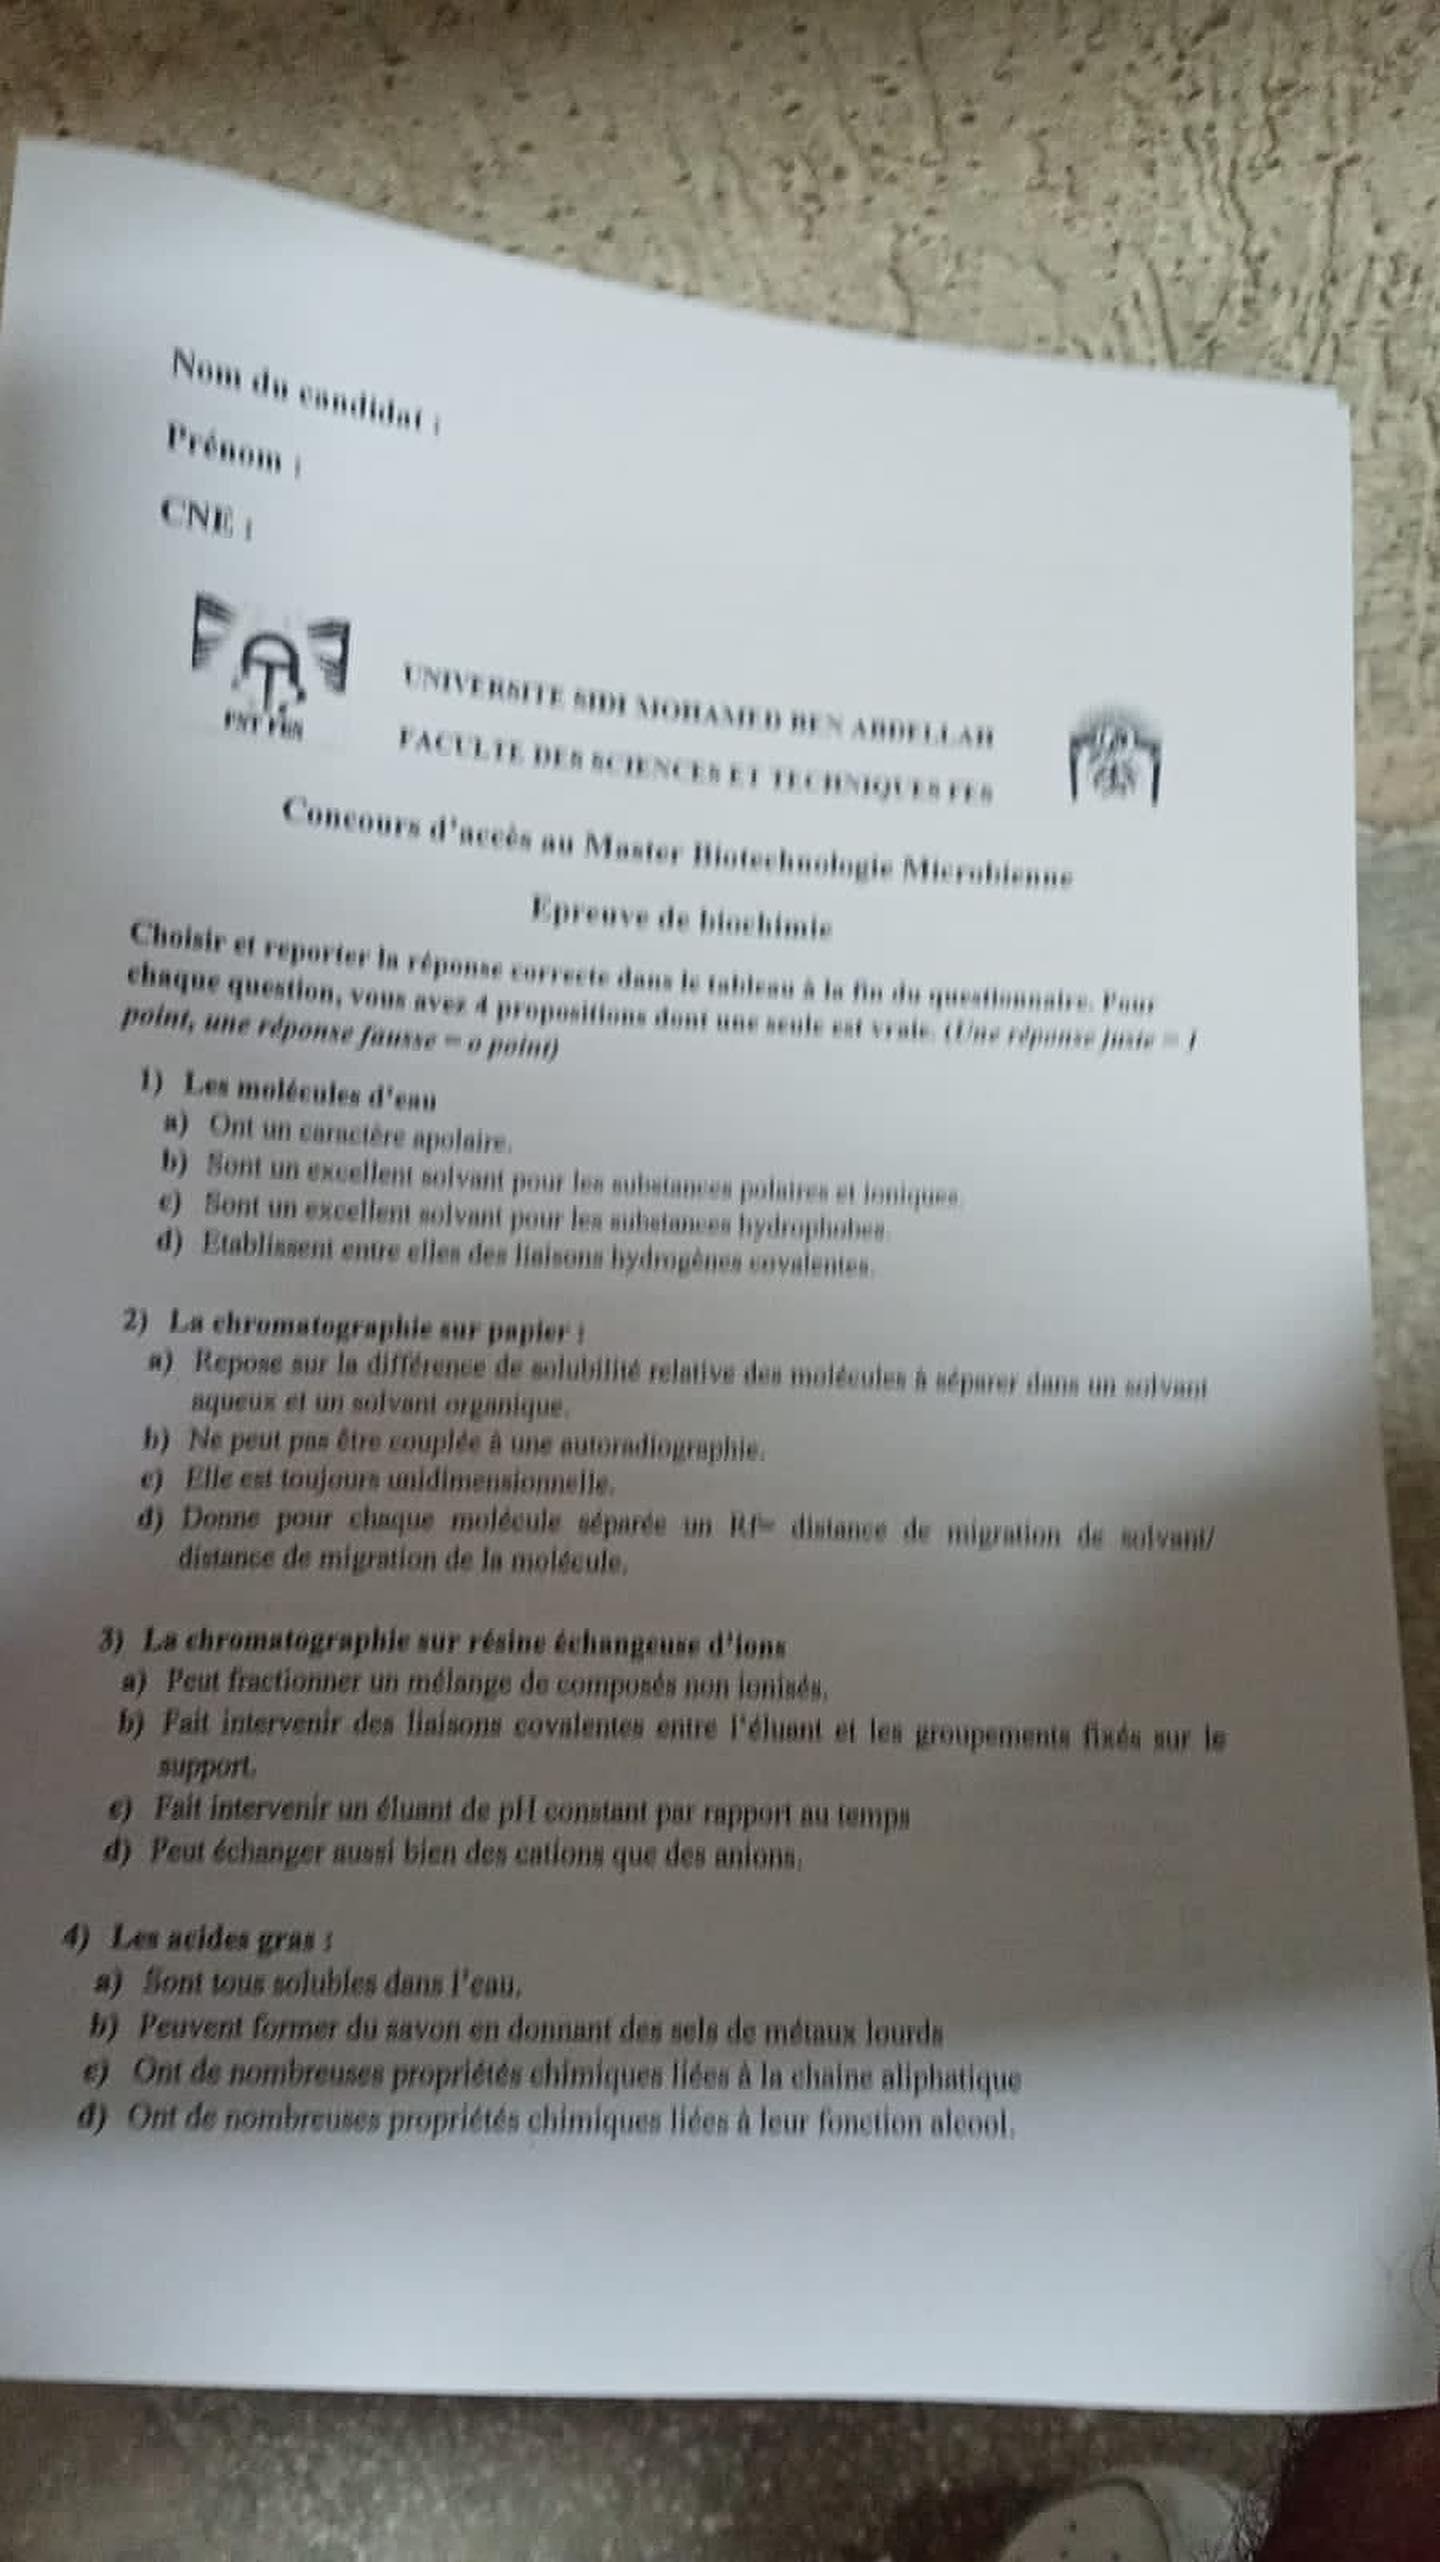 Nom du candidat :
Prénom :
CNE :
FST FES
UNIVERSITE SIDI MOHAMED BEN ABDELLAH
FACULTE DES SCIENCES ET TECHNIQUES FES
Concours d'accès au Master Biotechnologie Microbienne
Epreuve de biochimie
Choisir et reporter la réponse correcte dans le tableau à la fin du questionnaire. Pour
chaque question, vous avez 4 propositions dont une seule est vraie. (Une réponse juste = 1
point, une réponse fausse = o point)
1) Les molécules d'eau
a) Ont un caractère apolaire.
b) Sont un excellent solvant pour les substances polaires et ioniques.
c) Sont un excellent solvant pour les substances hydrophobes.
d) Etablissent entre elles des liaisons hydrogènes covalentes.
2) La chromatographie sur papier :
a) Repose sur la différence de solubilité relative des molécules à séparer dans un solvant
aqueux et un solvant organique.
b) Ne peut pas être couplée à une autoradiographie.
c) Elle est toujours unidimensionnelle.
d) Donne pour chaque molécule séparée un Rf= distance de migration de solvant/
distance de migration de la molécule.
3) La chromatographie sur résine échangeuse d'ions
a) Peut fractionner un mélange de composés non ionisés.
b) Fait intervenir des liaisons covalentes entre l'éluant et les groupements fixés sur le
support.
c) Fait intervenir un éluant de pH constant par rapport au temps
d) Peut échanger aussi bien des cations que des anions.
4) Les acides gras :
a) Sont tous solubles dans l'eau.
b) Peuvent former du savon en donnant des sels de métaux lourds
c) Ont de nombreuses propriétés chimiques liées à la chaine aliphatique
d) Ont de nombreuses propriétés chimiques liées à leur fonction alcool.